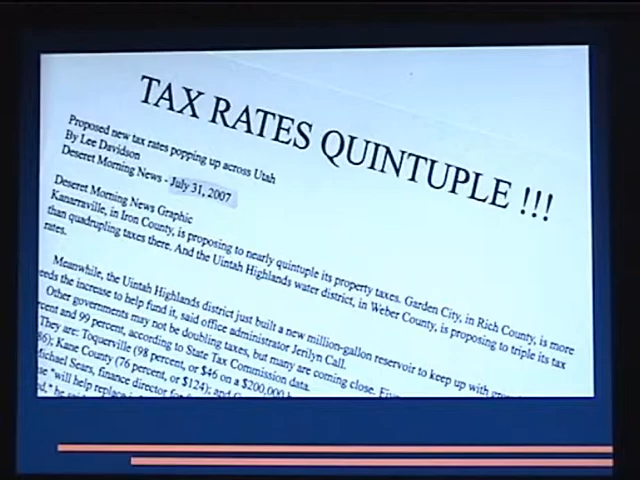 TAX RATES QUINTUPLE !!!
Proposed new tax rates popping up across Utah
By Lee Davidson
Deseret Morning News - July 31, 2007
Deseret Morning News Graphic
Kanarraville, in Iron County, is proposing to nearly quintuple its property taxes. Garden City, in Rich County, is more
than quadrupling taxes there. And the Uintah Highlands water district, in Weber County, is proposing to triple its tax
rates.
Meanwhile, the Uintah Highlands district just built a new million-gallon reservoir to keep up with
the increase to help fund it, said office administrator Jerilyn Call.
Other governments may not be doubling taxes, but many are coming close.
and 99 percent, according to State Tax Commission data.
They are: Toquerville (98 percent, or $46 on a $200,000
Kane County (76 percent, or $124); and
Sears, finance director
"will help replace